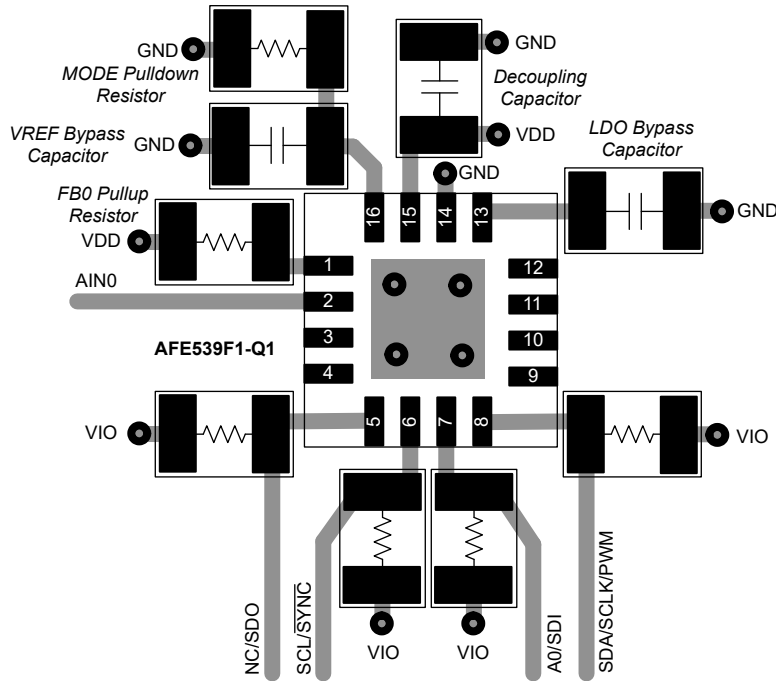 GND
MODE Pulldown
Resistor
GND
Decoupling
Capacitor
VREF Bypass
Capacitor
GND
VDD
LDO Bypass
Capacitor
GND
FB0 Pullup
Resistor
VDD
GND
16
15
14
13
AIN0
1
2
3
4
12
11
10
9
AFE539F1-Q1
VIO
5
6
7
8
VIO
NC/SDO
SCL/SYNC
VIO
VIO
A0/SDI
SDA/SCLK/PWM